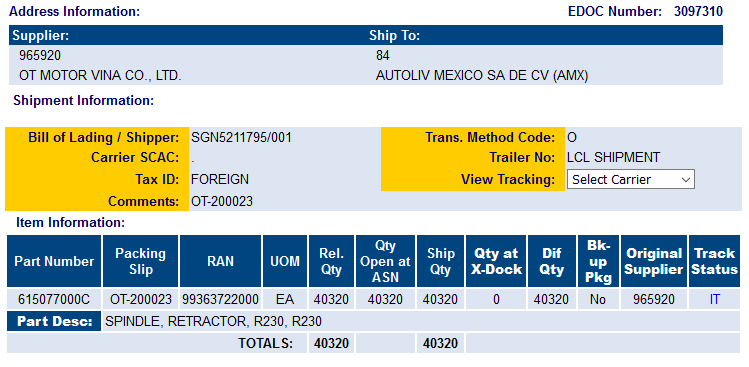 Address Information: EDOC Number: 3097310
Supplier: Ship To:
965920 84
OT MOTOR VINA CO., LTD. AUTOLIV MEXICO SA DE CV (AMX)
Shipment Information:
Bill of Lading / Shipper: SGN5211795/001 Trans. Method Code: O
Carrier SCAC: . Trailer No: LCL SHIPMENT
Tax ID: FOREIGN View Tracking: Select Carrier
Comments: OT-200023
Item Information:
Part Number Packing Slip RAN UOM Rel. Qty Qty Open at ASN Ship Qty Qty at X-Dock Dif Qty Bk-up Pkg Original Supplier Track Status
615077000C OT-200023 99363722000 EA 40320 40320 40320 0 40320 No 965920 IT
Part Desc: SPINDLE, RETRACTOR, R230, R230
TOTALS: 40320 40320